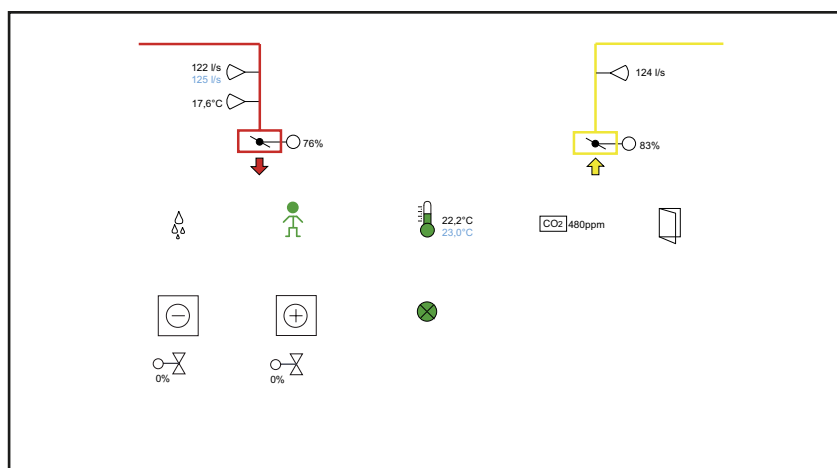 122 l/s
125 l/s
124 l/s
17,6°C
76%
83%
22,2°C
23,0°C
CO2 480ppm
0%
0%